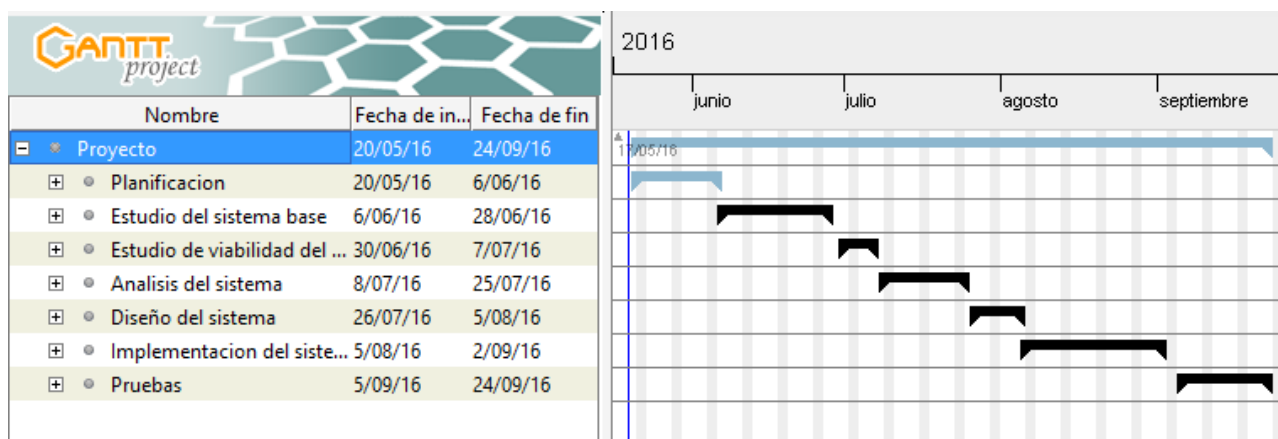 GANTT
project
2016
junio julio agosto septiembre
Nombre Fecha de in... Fecha de fin
17/05/16
Proyecto 20/05/16 24/09/16
Planificacion 20/05/16 6/06/16
Estudio del sistema base 6/06/16 28/06/16
Estudio de viabilidad del ... 30/06/16 7/07/16
Analisis del sistema 8/07/16 25/07/16
Diseño del sistema 26/07/16 5/08/16
Implementacion del siste... 5/08/16 2/09/16
Pruebas 5/09/16 24/09/16